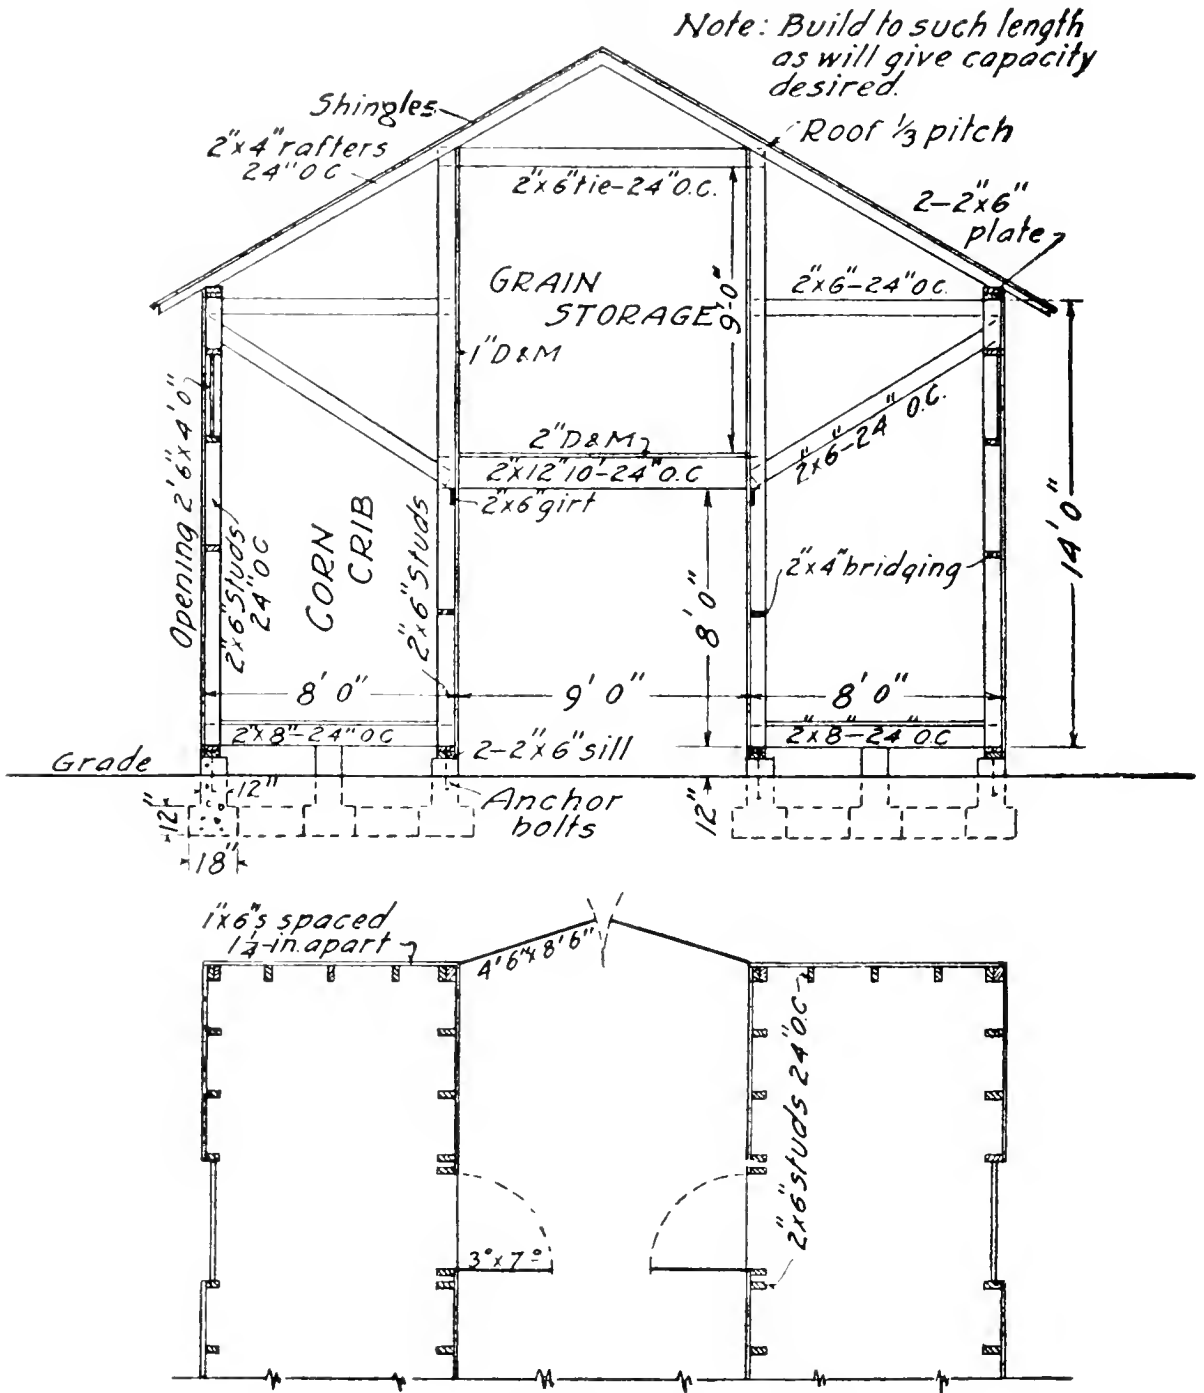 Note: Build to such length
as will give capacity
desired.
Shingles
Roof 1/3 pitch
2"x4" rafters
24" O C
2"x6" tie-24" O.C.
2-2"x6"
plate
GRAIN
STORAGE
9'-0"
2"x6"-24" O.C.
1" D&M
Opening 2'6"x4'0"
2" D&M
2"x12"10'-24" O.C
2"x6"-24" O.C.
2"x6" girt
14'0"
CORN
CRIB
2"x6" Studs
24" O C
2"x6" Studs
8'0"
2"x4" bridging
8'0"
9'0"
8'0"
2"x8"-24" O C
2"x8"-24" O C
2-2"x6" sill
Grade
12"
12"
18"
Anchor
bolts
12"
1"x6"s spaced
1¼-in. apart
4'6"x8'6"
2"x6" studs 24" O.C
3°x7°